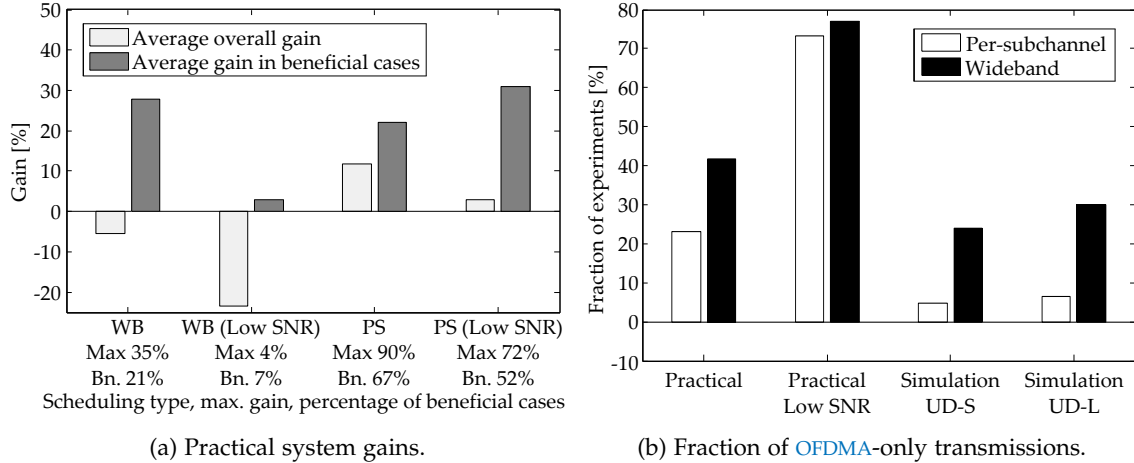 50
40
30
20
10
0
-10
-20
Gain [%]
Average overall gain
Average gain in beneficial cases
WB WB (Low SNR) PS PS (Low SNR)
Max 35% Max 4% Max 90% Max 72%
Bn. 21% Bn. 7% Bn. 67% Bn. 52%
Scheduling type, max. gain, percentage of beneficial cases
(a) Practical system gains.
80
70
60
50
40
30
20
10
0
-10
Fraction of experiments [%]
Per-subchannel
Wideband
Practical Practical Simulation Simulation
Low SNR UD-S UD-L
(b) Fraction of OFDMA-only transmissions.